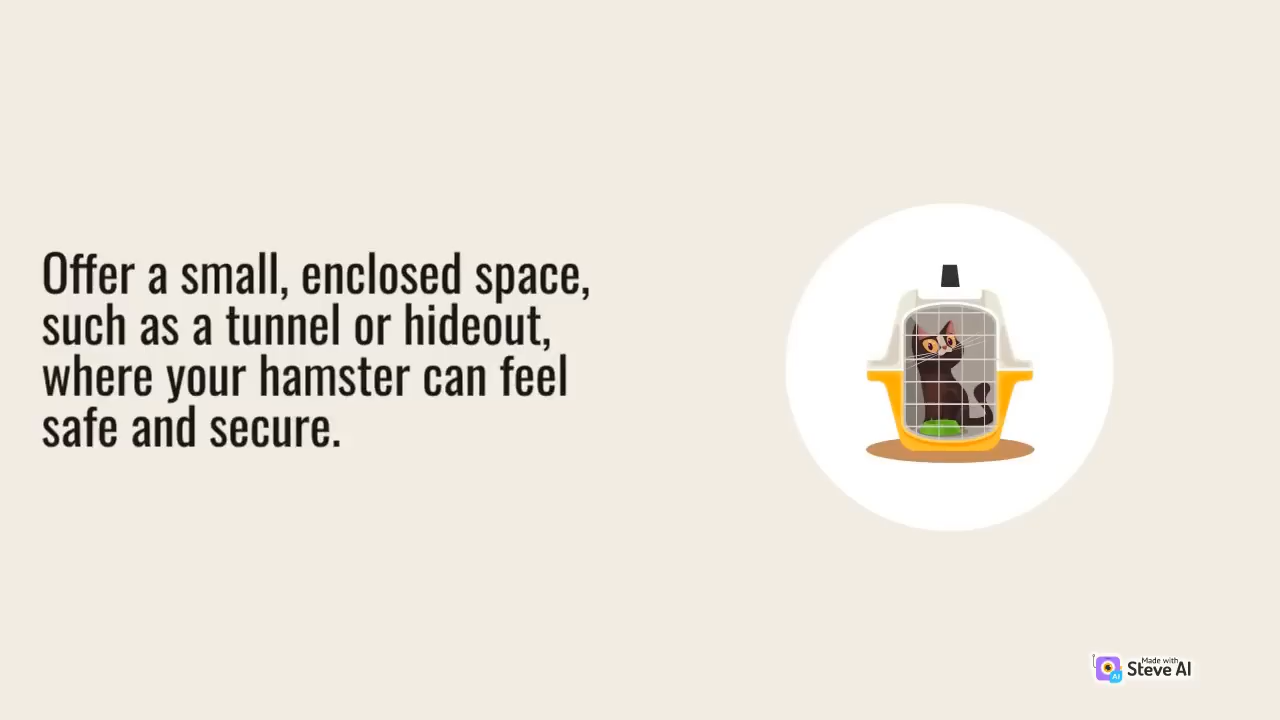 Offer a small, enclosed space,
such as a tunnel or hideout,
where your hamster can feel
safe and secure.
Made with
Steve AI
AI